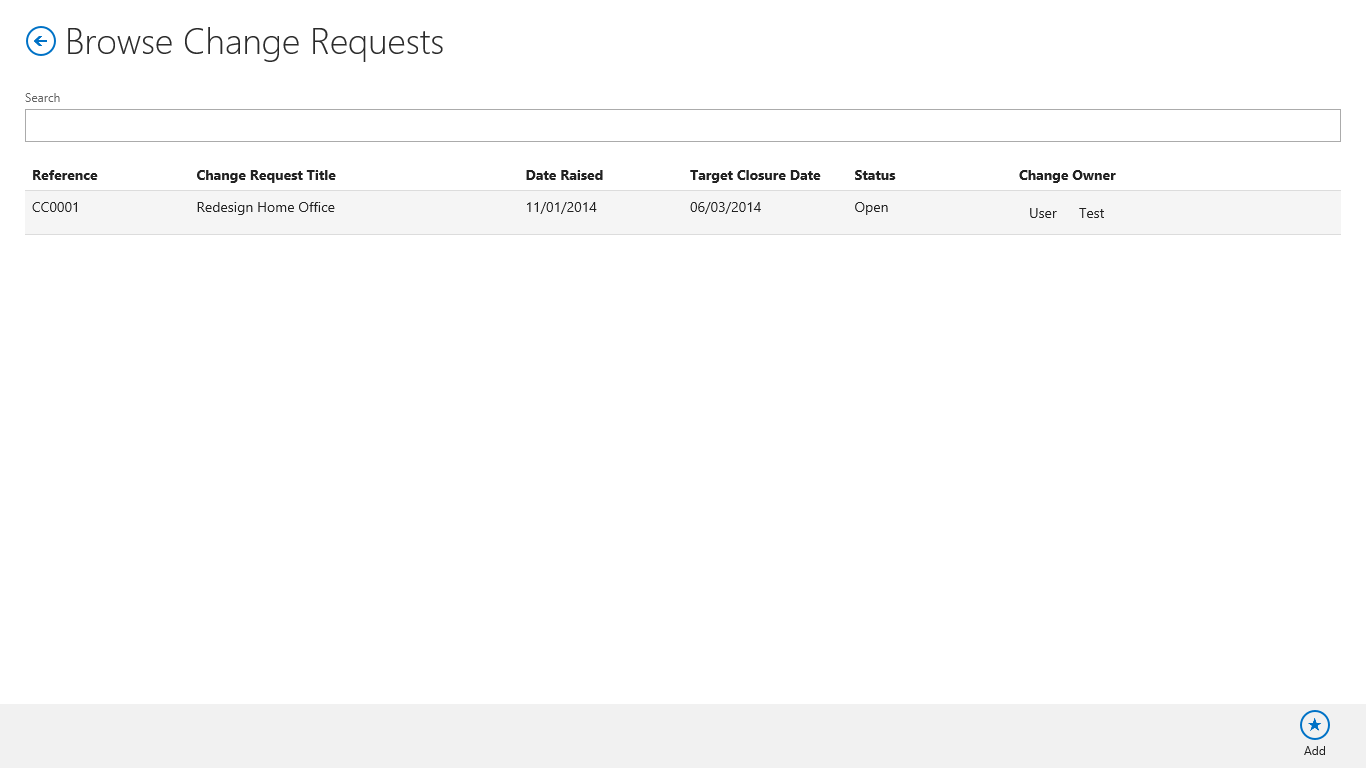 Browse Change Requests
Search
Reference Change Request Title Date Raised Target Closure Date Status Change Owner
CC0001 Redesign Home Office 11/01/2014 06/03/2014 Open User Test
Add